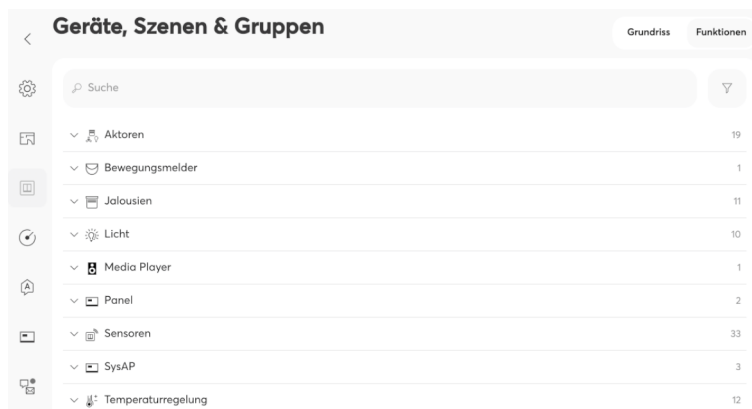 Geräte, Szenen & Gruppen
Grundriss Funktionen
Suche
Aktoren 19
Bewegungsmelder 1
Jalousien 11
Licht 10
Media Player 1
Panel 2
Sensoren 33
SysAP 3
Temperaturregelung 12